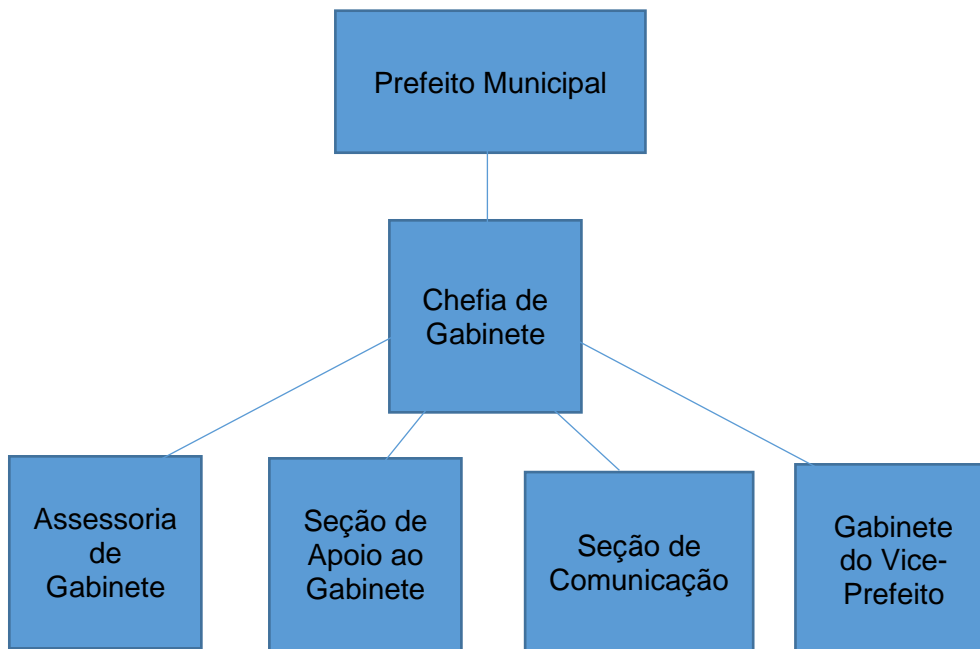 Prefeito Municipal
Chefia de
Gabinete
Assessoria
de
Gabinete
Seção de
Apoio ao
Gabinete
Seção de
Comunicação
Gabinete
do Vice-
Prefeito